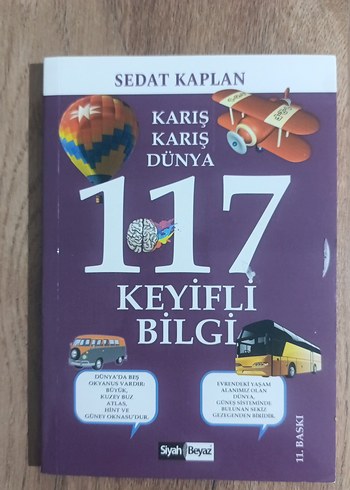 SEDAT KAPLAN
KARIŞ
KARIŞ
DÜNYA
117
KEYİFLİ
BİLGİ
DÜNYA'DA BEŞ
OKYANUS VARDIR:
BÜYÜK,
KUZEY BUZ
ATLAS,
HİNT VE
GÜNEY OKNASU'DUR.
EVRENDEKİ YAŞAM
ALANIMIZ OLAN
DÜNYA,
GÜNEŞ SİSTEMİNDE
BULUNAN SEKİZ
GEZEGENDEN BİRİDİR.
Siyah Beyaz
11. BASKI